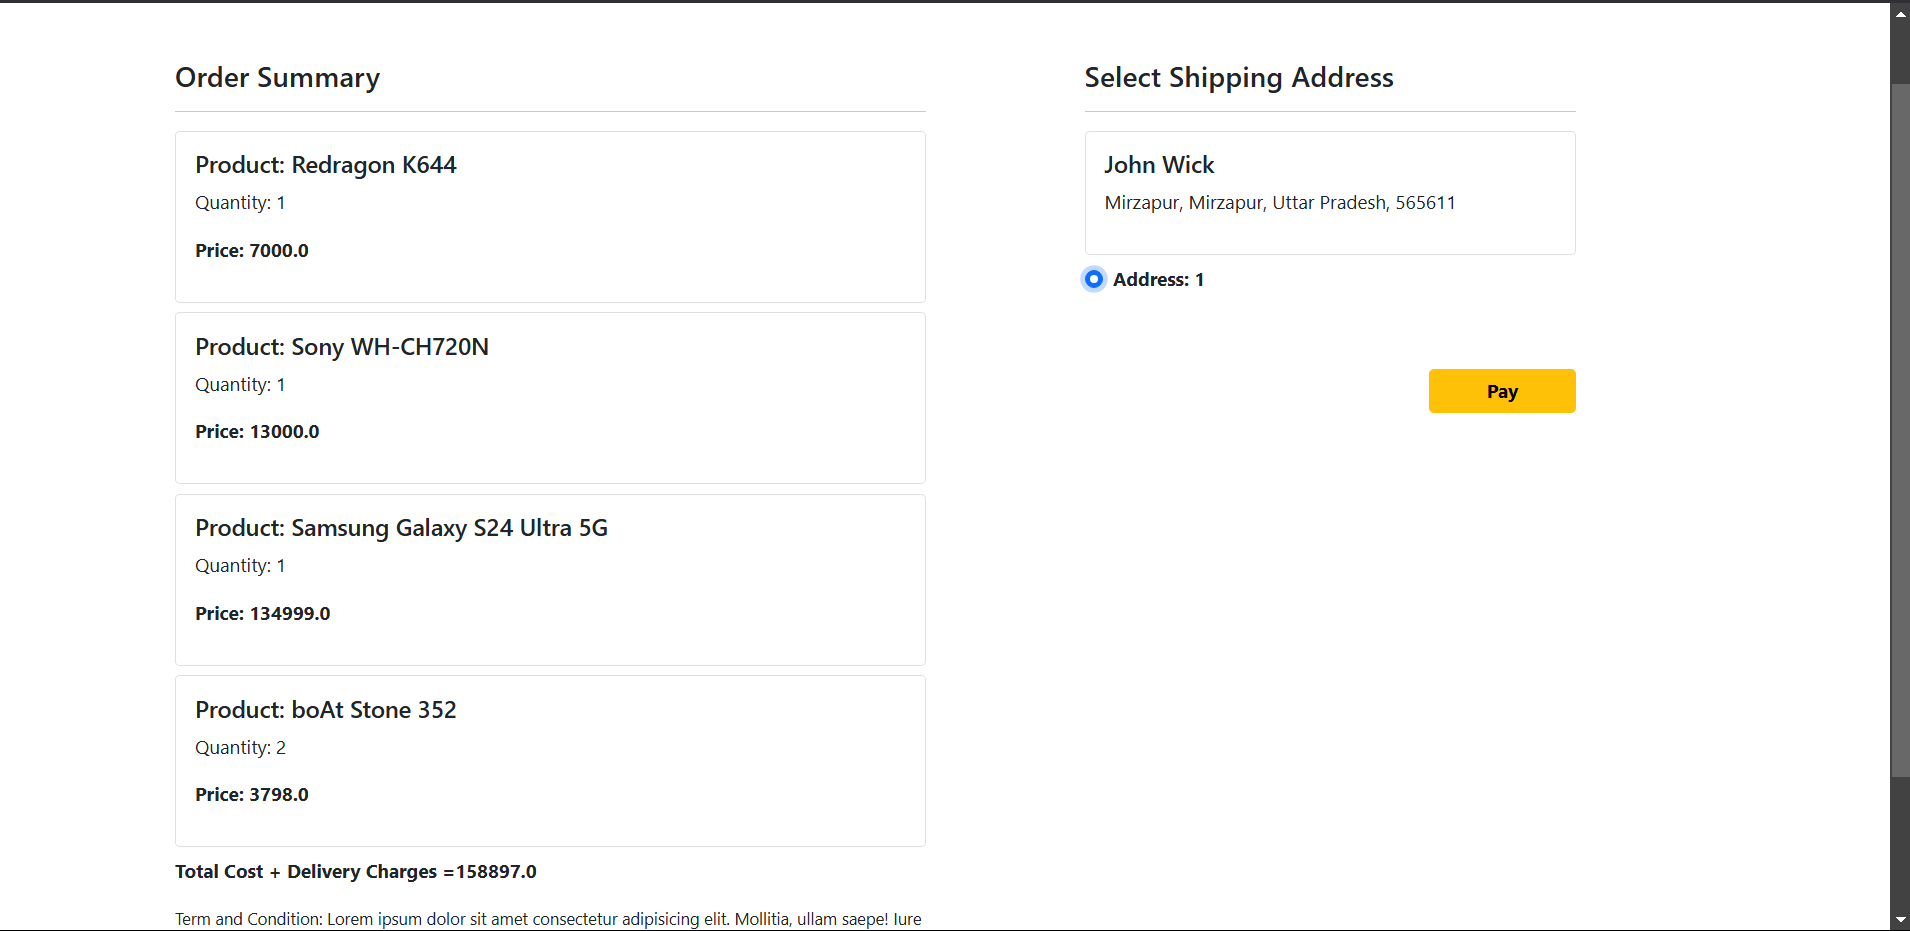 Order Summary
Product: Redragon K644
Quantity: 1
Price: 7000.0
Product: Sony WH-CH720N
Quantity: 1
Price: 13000.0
Product: Samsung Galaxy S24 Ultra 5G
Quantity: 1
Price: 134999.0
Product: boAt Stone 352
Quantity: 2
Price: 3798.0
Total Cost + Delivery Charges =158897.0
Term and Condition: Lorem ipsum dolor sit amet consectetur adipisicing elit. Mollitia, ullam saepe! Iure
Select Shipping Address
John Wick
Mirzapur, Mirzapur, Uttar Pradesh, 565611
Address: 1
Pay